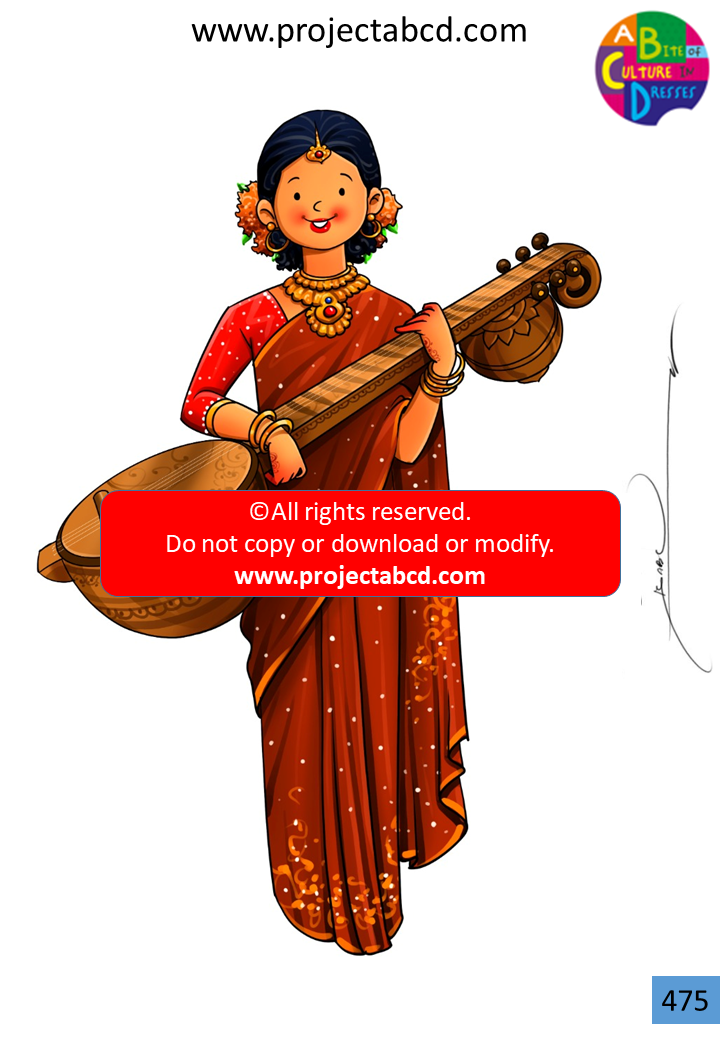 www.projectabcd.com
A BITE OF
CULTURE IN
DRESSES
©All rights reserved.
Do not copy or download or modify.
www.projectabcd.com
475